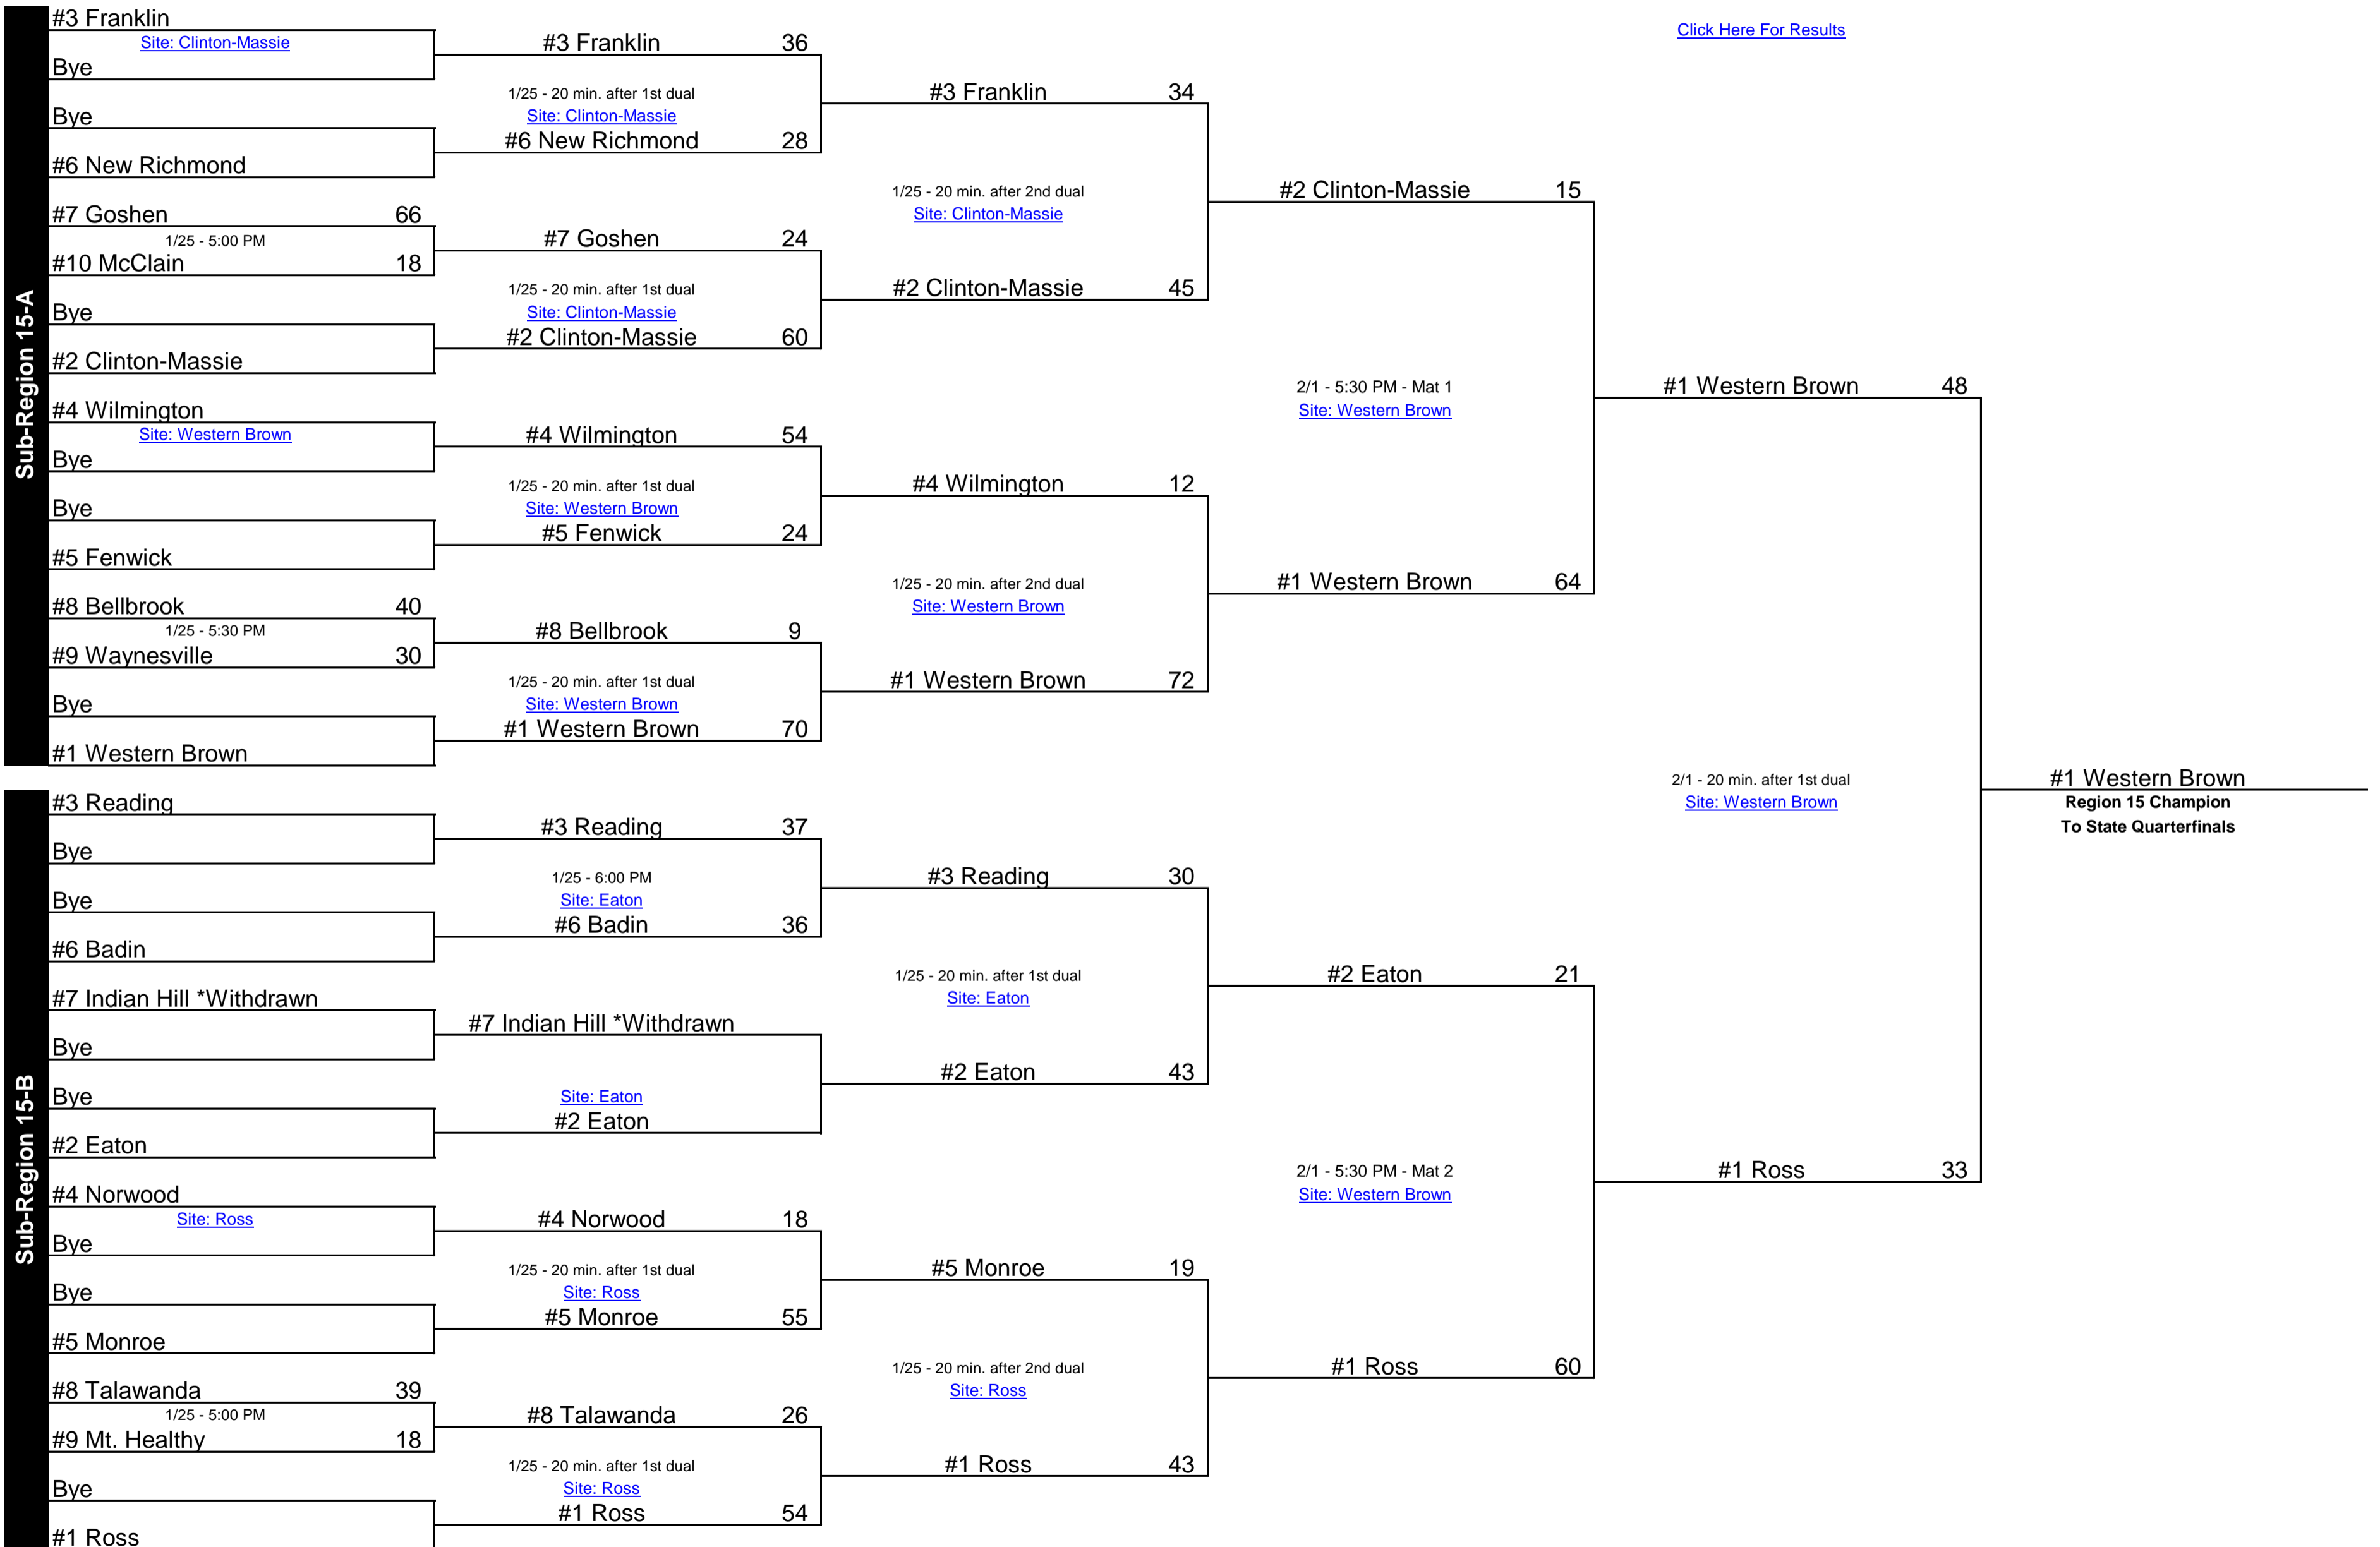 Sub-Region 15-A
#3 Franklin
Site: Clinton-Massie
Bye
Bye
#6 New Richmond
#7 Goshen 66
1/25 - 5:00 PM
#10 McClain 18
Bye
#2 Clinton-Massie
#4 Wilmington
Site: Western Brown
Bye
Bye
#5 Fenwick
#8 Bellbrook 40
1/25 - 5:30 PM
#9 Waynesville 30
Bye
#1 Western Brown
Sub-Region 15-B
#3 Reading
Bye
Bye
#6 Badin
#7 Indian Hill *Withdrawn
Bye
Bye
#2 Eaton
#4 Norwood
Site: Ross
Bye
Bye
#5 Monroe
#8 Talawanda 39
1/25 - 5:00 PM
#9 Mt. Healthy 18
Bye
#1 Ross
#3 Franklin 36
1/25 - 20 min. after 1st dual
Site: Clinton-Massie
#6 New Richmond 28
#7 Goshen 24
1/25 - 20 min. after 1st dual
Site: Clinton-Massie
#2 Clinton-Massie 60
#4 Wilmington 54
1/25 - 20 min. after 1st dual
Site: Western Brown
#5 Fenwick 24
#8 Bellbrook 9
1/25 - 20 min. after 1st dual
Site: Western Brown
#1 Western Brown 70
#3 Reading 37
1/25 - 6:00 PM
Site: Eaton
#6 Badin 36
#7 Indian Hill *Withdrawn
Site: Eaton
#2 Eaton
#4 Norwood 18
1/25 - 20 min. after 1st dual
Site: Ross
#5 Monroe 55
#8 Talawanda 26
1/25 - 20 min. after 1st dual
Site: Ross
#1 Ross 54
#3 Franklin 34
1/25 - 20 min. after 2nd dual
Site: Clinton-Massie
#2 Clinton-Massie 45
#4 Wilmington 12
1/25 - 20 min. after 2nd dual
Site: Western Brown
#1 Western Brown 72
#3 Reading 30
1/25 - 20 min. after 1st dual
Site: Eaton
#2 Eaton 43
#5 Monroe 19
1/25 - 20 min. after 2nd dual
Site: Ross
#1 Ross 43
#2 Clinton-Massie 15
2/1 - 5:30 PM - Mat 1
Site: Western Brown
#1 Western Brown 64
#2 Eaton 21
2/1 - 5:30 PM - Mat 2
Site: Western Brown
#1 Ross 60
Click Here For Results
#1 Western Brown 48
2/1 - 20 min. after 1st dual
Site: Western Brown
#1 Ross 33
#1 Western Brown
Region 15 Champion
To State Quarterfinals